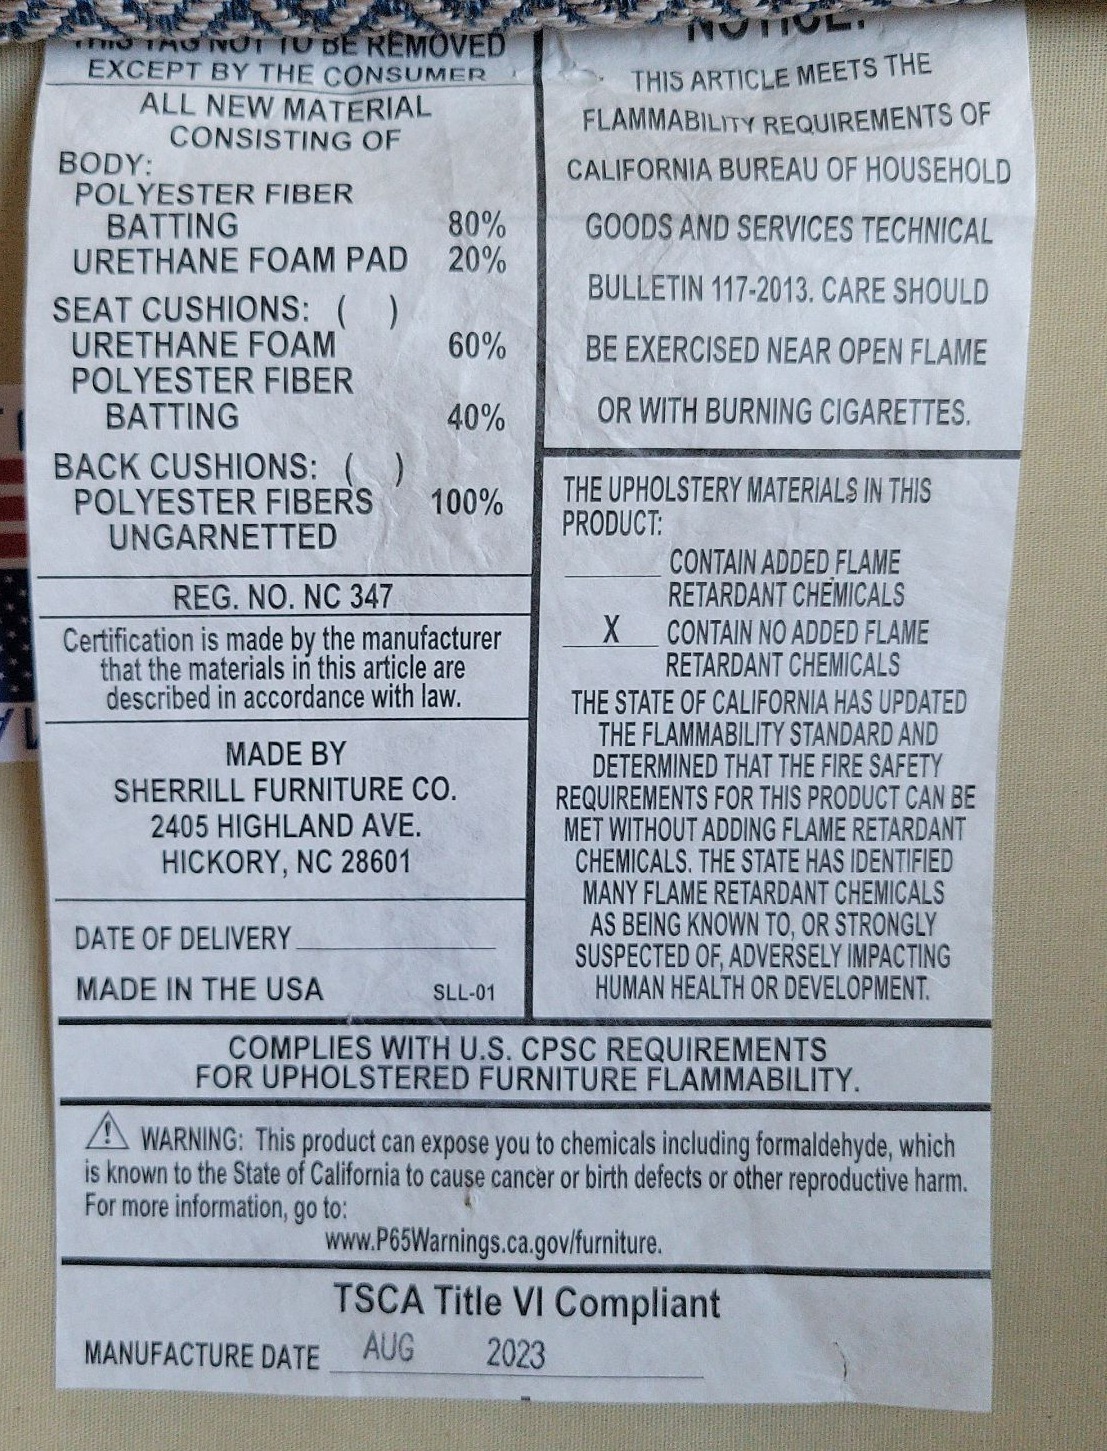 THIS TAG NOT TO BE REMOVED
EXCEPT BY THE CONSUMER
ALL NEW MATERIAL
CONSISTING OF
BODY:
POLYESTER FIBER
BATTING 80%
URETHANE FOAM PAD 20%
SEAT CUSHIONS: ( )
URETHANE FOAM 60%
POLYESTER FIBER
BATTING 40%
BACK CUSHIONS: ( )
POLYESTER FIBERS 100%
UNGARNETTED
REG. NO. NC 347
Certification is made by the manufacturer
that the materials in this article are
described in accordance with law.
MADE BY
SHERRILL FURNITURE CO.
2405 HIGHLAND AVE.
HICKORY, NC 28601
DATE OF DELIVERY
MADE IN THE USA SLL-01
NOTICE:
THIS ARTICLE MEETS THE
FLAMMABILITY REQUIREMENTS OF
CALIFORNIA BUREAU OF HOUSEHOLD
GOODS AND SERVICES TECHNICAL
BULLETIN 117-2013. CARE SHOULD
BE EXERCISED NEAR OPEN FLAME
OR WITH BURNING CIGARETTES.
THE UPHOLSTERY MATERIALS IN THIS
PRODUCT:
CONTAIN ADDED FLAME
RETARDANT CHEMICALS
X CONTAIN NO ADDED FLAME
RETARDANT CHEMICALS
THE STATE OF CALIFORNIA HAS UPDATED
THE FLAMMABILITY STANDARD AND
DETERMINED THAT THE FIRE SAFETY
REQUIREMENTS FOR THIS PRODUCT CAN BE
MET WITHOUT ADDING FLAME RETARDANT
CHEMICALS. THE STATE HAS IDENTIFIED
MANY FLAME RETARDANT CHEMICALS
AS BEING KNOWN TO, OR STRONGLY
SUSPECTED OF, ADVERSELY IMPACTING
HUMAN HEALTH OR DEVELOPMENT.
COMPLIES WITH U.S. CPSC REQUIREMENTS
FOR UPHOLSTERED FURNITURE FLAMMABILITY.
WARNING: This product can expose you to chemicals including formaldehyde, which
is known to the State of California to cause cancer or birth defects or other reproductive harm.
For more information, go to:
www.P65Warnings.ca.gov/furniture.
TSCA Title VI Compliant
MANUFACTURE DATE AUG 2023